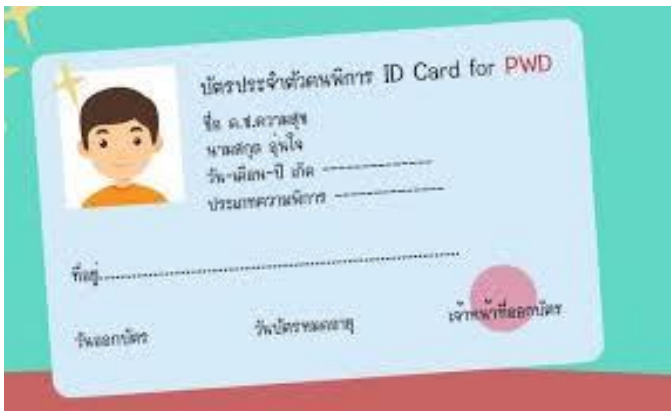 บัตรประจำตัวคนพิการ ID Card for PWD
ชื่อ ด.ช.ความสุข
นามสกุล อุ่นใจ
วัน-เดือน-ปี เกิด ----------------
ประเภทความพิการ ------------
ที่อยู่..........................................................................
วันออกบัตร วันบัตรหมดอายุ เจ้าหน้าที่ออกบัตร